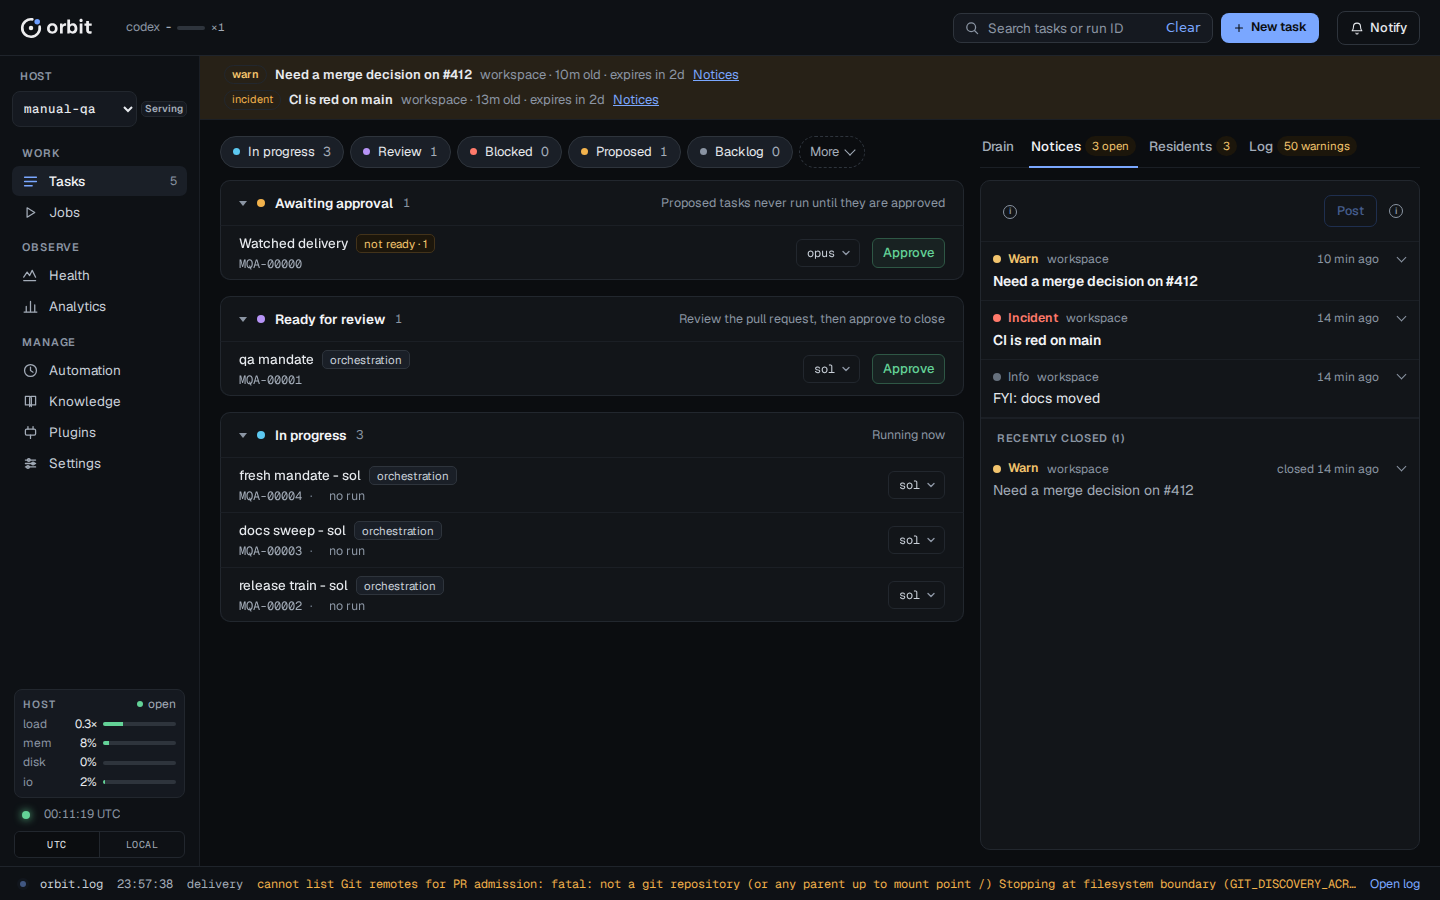 orbit
codex - ×1
Search tasks or run ID Clear
+ New task
Notify
HOST
manual-qa Serving
WORK
Tasks 5
Jobs
OBSERVE
Health
Analytics
MANAGE
Automation
Knowledge
Plugins
Settings
HOST open
load 0.3×
mem 8%
disk 0%
io 2%
00:11:19 UTC
UTC LOCAL
warn Need a merge decision on #412 workspace · 10m old · expires in 2d Notices
incident CI is red on main workspace · 13m old · expires in 2d Notices
In progress 3 Review 1 Blocked 0 Proposed 1 Backlog 0 More
Awaiting approval 1 Proposed tasks never run until they are approved
Watched delivery not ready · 1
MQA-00000
opus Approve
Ready for review 1 Review the pull request, then approve to close
qa mandate orchestration
MQA-00001
sol Approve
In progress 3 Running now
fresh mandate - sol orchestration
MQA-00004 · no run
sol
docs sweep - sol orchestration
MQA-00003 · no run
sol
release train - sol orchestration
MQA-00002 · no run
sol
Drain Notices 3 open Residents 3 Log 50 warnings
Post
Warn workspace 10 min ago
Need a merge decision on #412
Incident workspace 14 min ago
CI is red on main
Info workspace 14 min ago
FYI: docs moved
RECENTLY CLOSED (1)
Warn workspace closed 14 min ago
Need a merge decision on #412
orbit.log 23:57:38 delivery cannot list Git remotes for PR admission: fatal: not a git repository (or any parent up to mount point /) Stopping at filesystem boundary (GIT_DISCOVERY_ACR… Open log